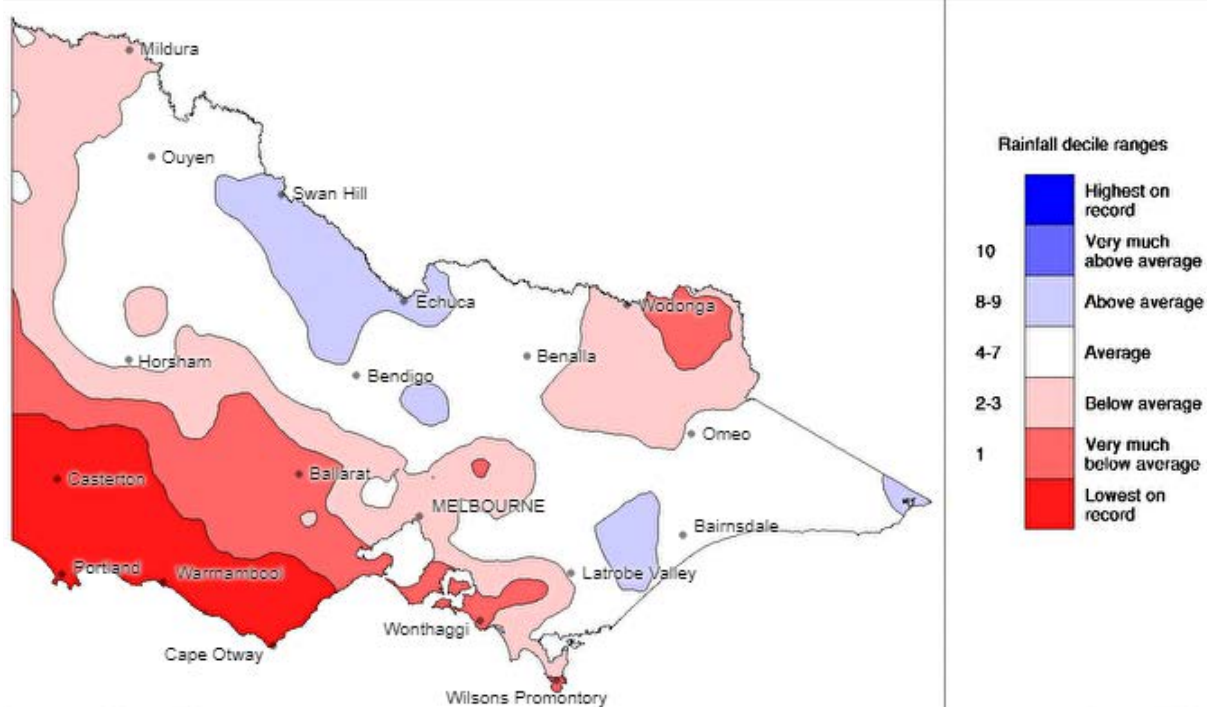 Mildura
Ouyen
Swan Hill
Echuca
Wodonga
Benalla
Horsham
Bendigo
Omeo
Ballarat
Casterton
MELBOURNE
Bairnsdale
Portland
Warrnambool
Latrobe Valley
Wonthaggi
Cape Otway
Wilsons Promontory
Rainfall decile ranges
Highest on
record
10
Very much
above average
8-9
Above average
4-7
Average
2-3
Below average
1
Very much
below average
Lowest on
record